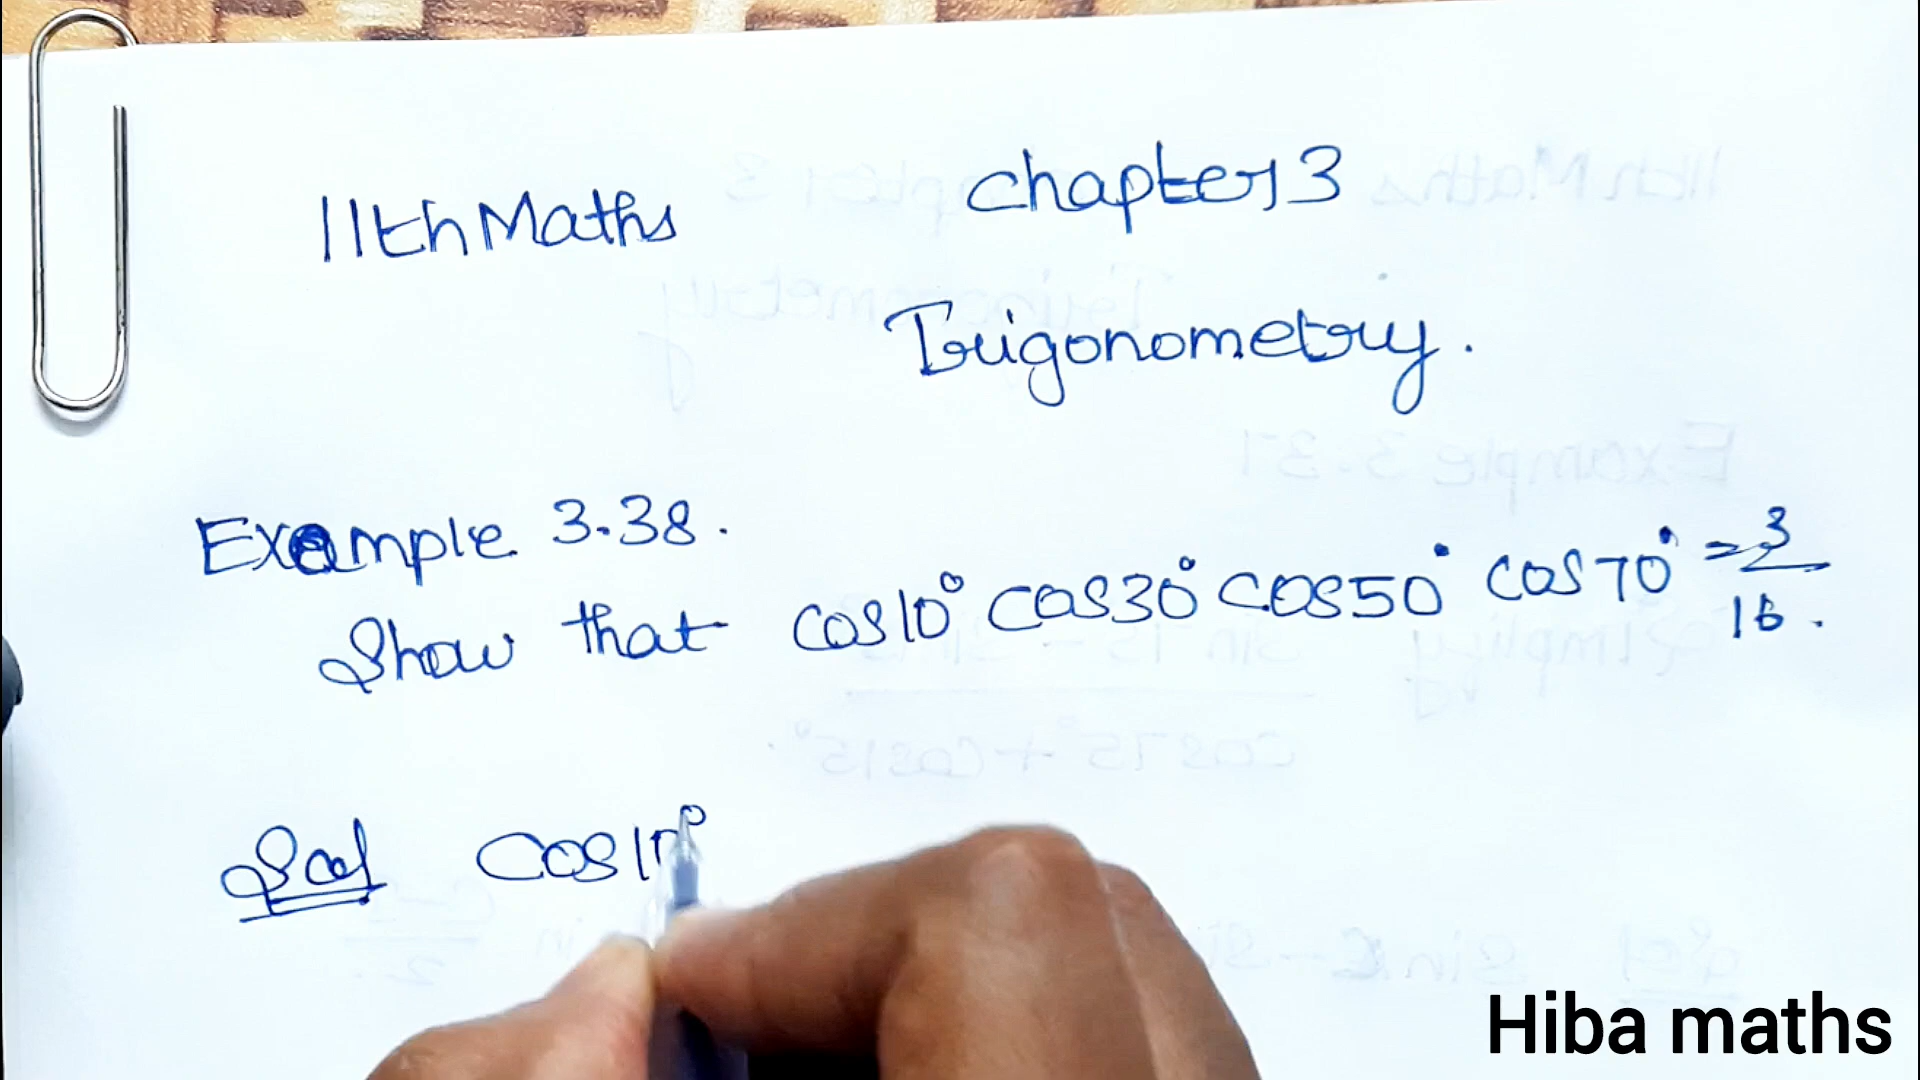 11th Maths chapter 3
Trigonometry.
Example 3.38.
Show that cos10° cos30° cos50° cos70° = 3/16.
Sol cos10°
Hiba maths